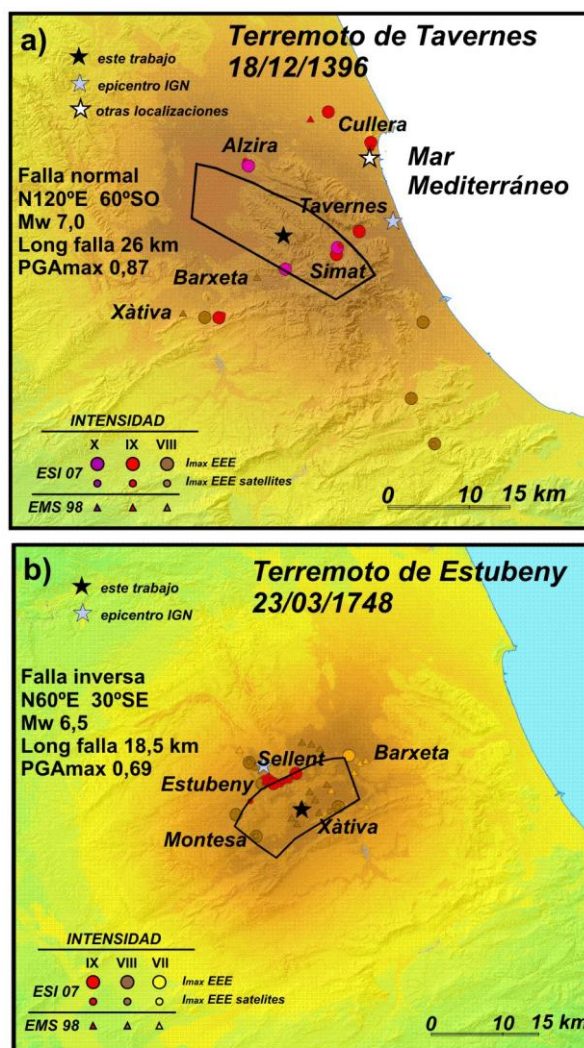 a)
Terremoto de Tavernes
18/12/1396
este trabajo
epicentro IGN
otras localizaciones
Cullera
Alzira
Mar
Mediterráneo
Falla normal
N120ºE 60ºSO
Mw 7,0
Long falla 26 km
PGAmax 0,87
Tavernes
Simat
Barxeta
Xàtiva
INTENSIDAD
X IX VIII
ESI 07
Imax EEE
Imax EEE satellites
EMS 98
0 5 15 km
b)
Terremoto de Estubeny
23/03/1748
este trabajo
epicentro IGN
Falla inversa
N60ºE 30ºSE
Mw 6,5
Long falla 18,5 km
PGAmax 0,69
Sellent
Barxeta
Estubeny
Xàtiva
Montesa
INTENSIDAD
IX VIII VII
ESI 07
Imax EEE
Imax EEE satellites
EMS 98
0 5 15 km